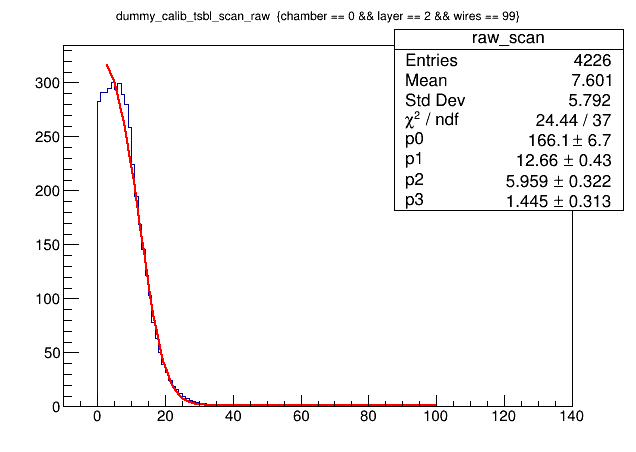 dummy_calib_tsbl_scan_raw {chamber == 0 && layer == 2 && wires == 99}
raw_scan
Entries 4226
Mean 7.601
Std Dev 5.792
χ² / ndf 24.44 / 37
p0 166.1 ± 6.7
p1 12.66 ± 0.43
p2 5.959 ± 0.322
p3 1.445 ± 0.313
300
250
200
150
100
50
0
0 20 40 60 80 100 120 140